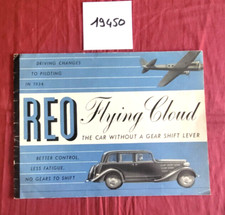 19450
DRIVING CHANGES
TO PILOTING
IN 1934
REO Flying Cloud
THE CAR WITHOUT A GEAR SHIFT LEVER
BETTER CONTROL,
LESS FATIGUE,
NO GEARS TO SHIFT